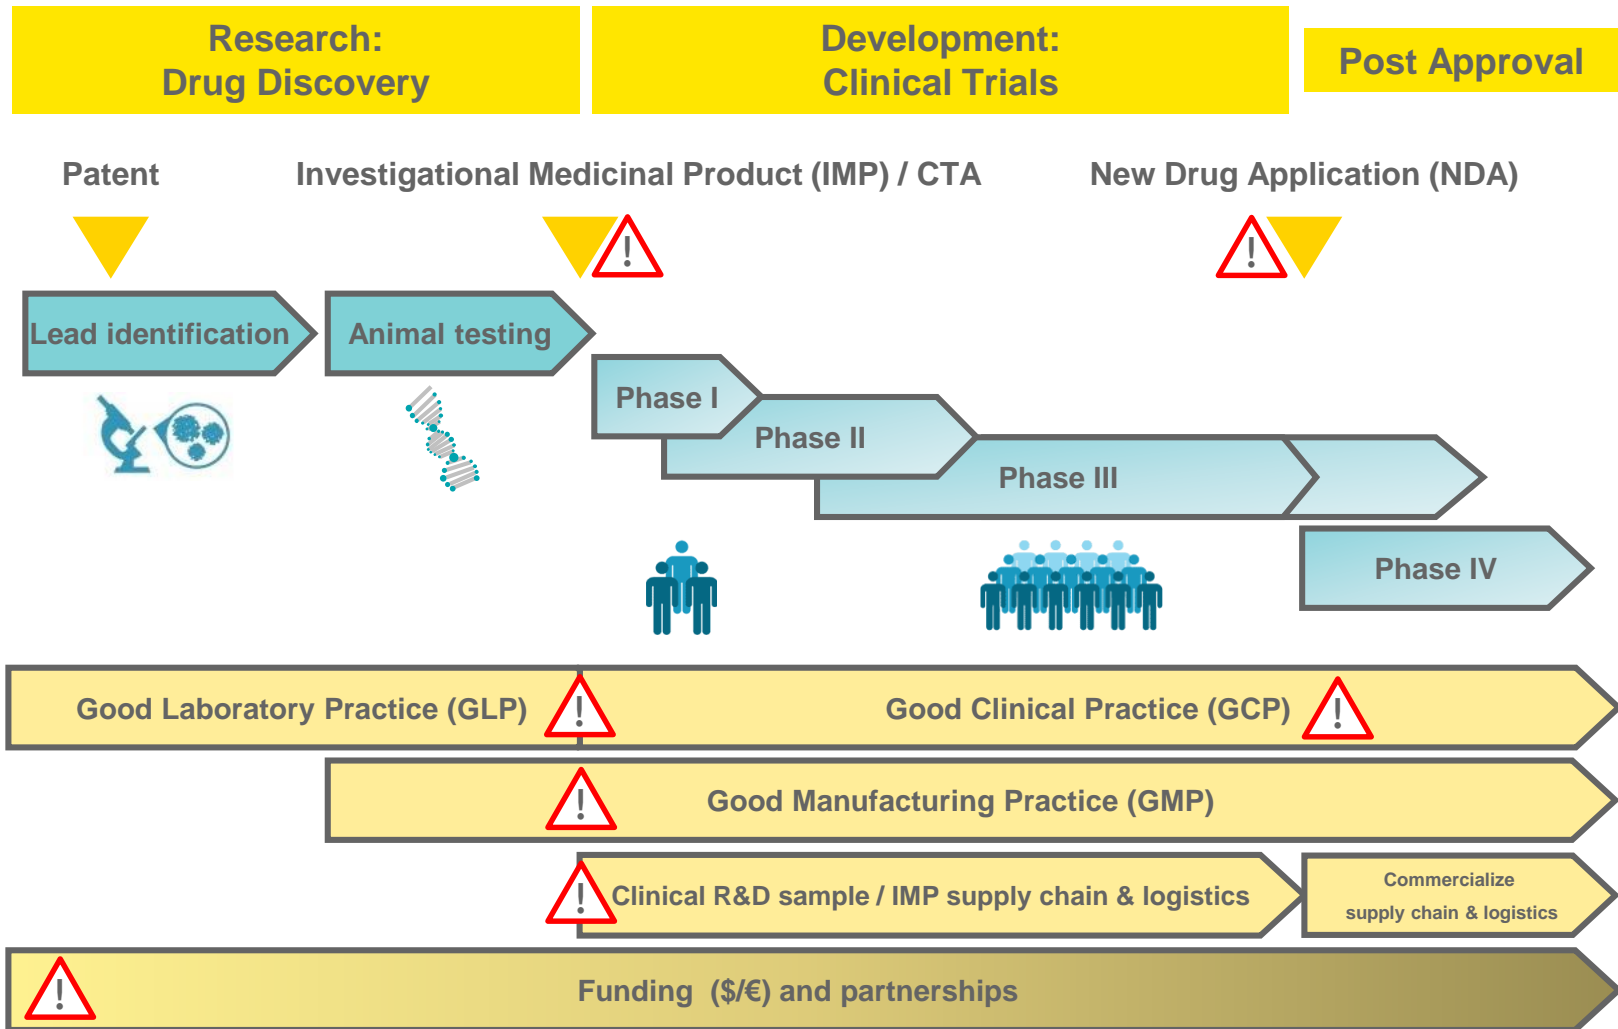 Research:
Drug Discovery
Development:
Clinical Trials
Post Approval
Patent
Investigational Medicinal Product (IMP) / CTA
New Drug Application (NDA)
!
!
Lead identification
Animal testing
Phase I
Phase II
Phase III
Phase IV
Good Laboratory Practice (GLP)
!
Good Clinical Practice (GCP)
!
!
Good Manufacturing Practice (GMP)
!
Clinical R&D sample / IMP supply chain & logistics
Commercialize
supply chain & logistics
!
Funding ($/€) and partnerships